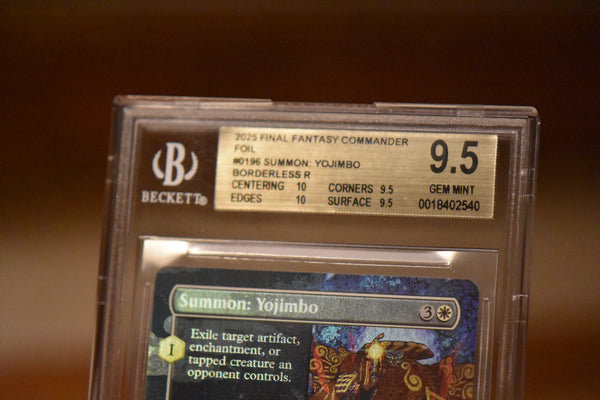 2025 FINAL FANTASY COMMANDER
FOIL
#0196 SUMMON: YOJIMBO
BORDERLESS R
CENTERING 10 CORNERS 9.5
EDGES 10 SURFACE 9.5
9.5
GEM MINT
0018402540
B
BECKETT®
Summon: Yojimbo 3
I
Exile target artifact,
enchantment, or
tapped creature an
opponent controls.